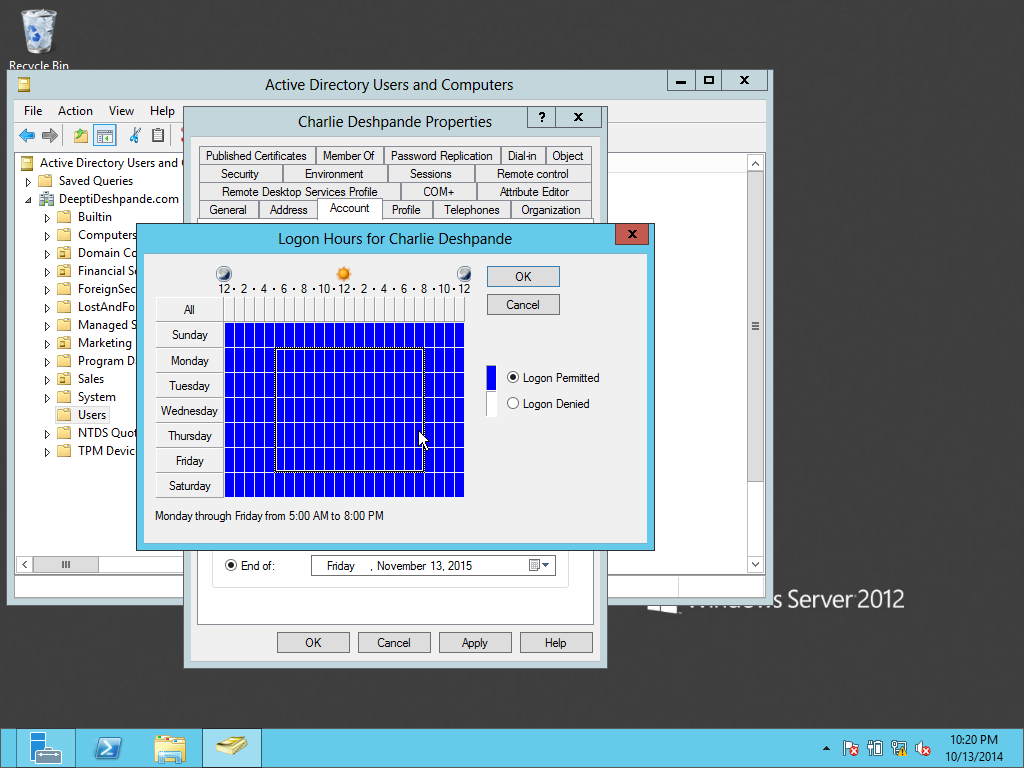 Recycle Bin
Active Directory Users and Computers
File Action View Help
Charlie Deshpande Properties
?
Published Certificates Member Of Password Replication Dial-in Object
Security Environment Sessions Remote control
Remote Desktop Services Profile COM+ Attribute Editor
General Address Account Profile Telephones Organization
Active Directory Users and
Saved Queries
DeeptiDeshpande.com
Builtin
Computers
Domain Co
Financial Se
ForeignSec
LostAndFo
Managed S
Marketing
Program D
Sales
System
Users
NTDS Quot
TPM Devic
Logon Hours for Charlie Deshpande
12 · 2 · 4 · 6 · 8 · 10 · 12 · 2 · 4 · 6 · 8 · 10 · 12
All
Sunday
Monday
Tuesday
Wednesday
Thursday
Friday
Saturday
OK
Cancel
Logon Permitted
Logon Denied
Monday through Friday from 5:00 AM to 8:00 PM
End of: Friday , November 13, 2015
OK Cancel Apply Help
Windows Server 2012
10:20 PM
10/13/2014